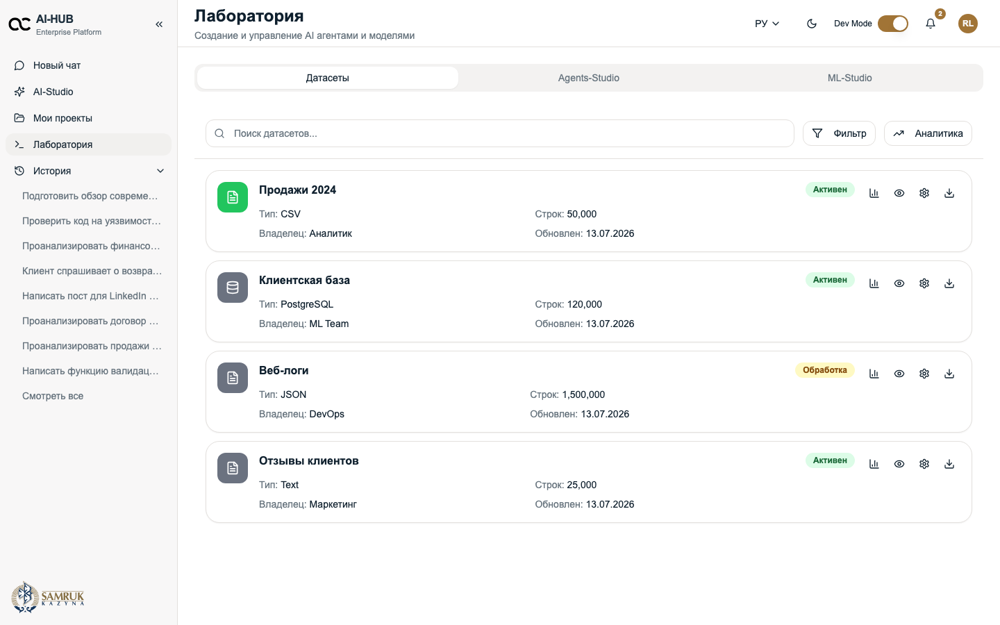 AI-HUB
Enterprise Platform
Новый чат
AI-Studio
Мои проекты
Лаборатория
История
Подготовить обзор совреме...
Проверить код на уязвимост...
Проанализировать финансо...
Клиент спрашивает о возвра...
Написать пост для LinkedIn ...
Проанализировать договор ...
Проанализировать продажи ...
Написать функцию валидац...
Смотреть все
SAMRUK
KAZYNA
Лаборатория
Создание и управление AI агентами и моделями
РУ
Dev Mode
2
RL
Датасеты
Agents-Studio
ML-Studio
Поиск датасетов...
Фильтр
Аналитика
Продажи 2024
Активен
Тип: CSV
Строк: 50,000
Владелец: Аналитик
Обновлен: 13.07.2026
Клиентская база
Активен
Тип: PostgreSQL
Строк: 120,000
Владелец: ML Team
Обновлен: 13.07.2026
Веб-логи
Обработка
Тип: JSON
Строк: 1,500,000
Владелец: DevOps
Обновлен: 13.07.2026
Отзывы клиентов
Активен
Тип: Text
Строк: 25,000
Владелец: Маркетинг
Обновлен: 13.07.2026